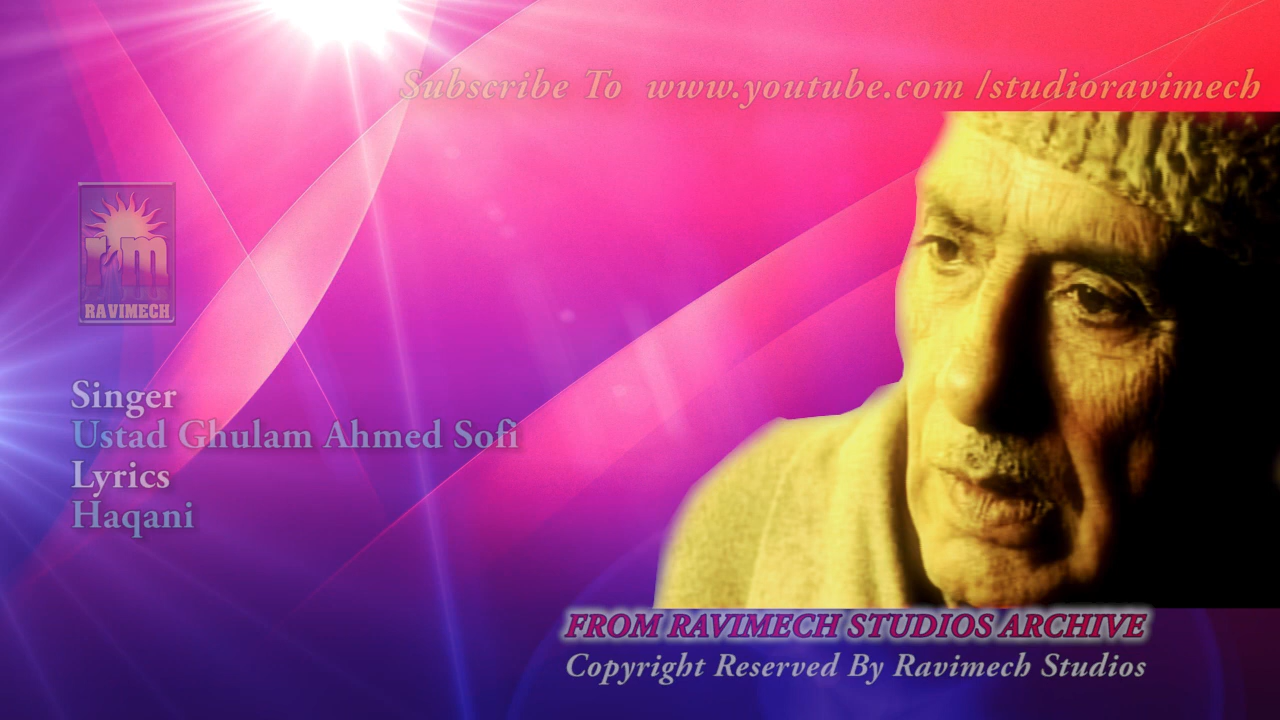 Subscribe To www.youtube.com /studioravimech
rm
RAVIMECH
Singer
Ustad Ghulam Ahmed Sofi
Lyrics
Haqani
FROM RAVIMECH STUDIOS ARCHIVE
Copyright Reserved By Ravimech Studios